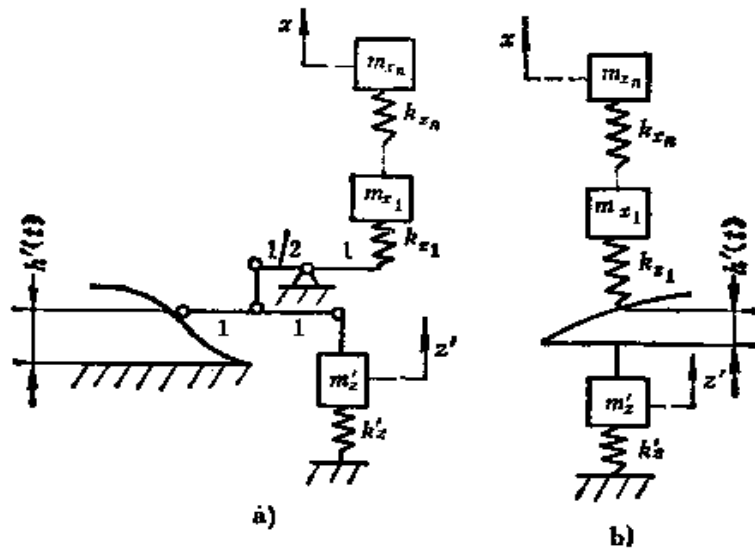 x
m_{x_n}
k_{x_n}
m_{x_1}
k_{x_1}
1/2
1
h'(t)
1
1
z'
m'_z
k'_z
a)
x
m_{x_n}
k_{x_n}
m_{x_1}
k_{x_1}
h'(t)
z'
m'_z
k'_z
b)